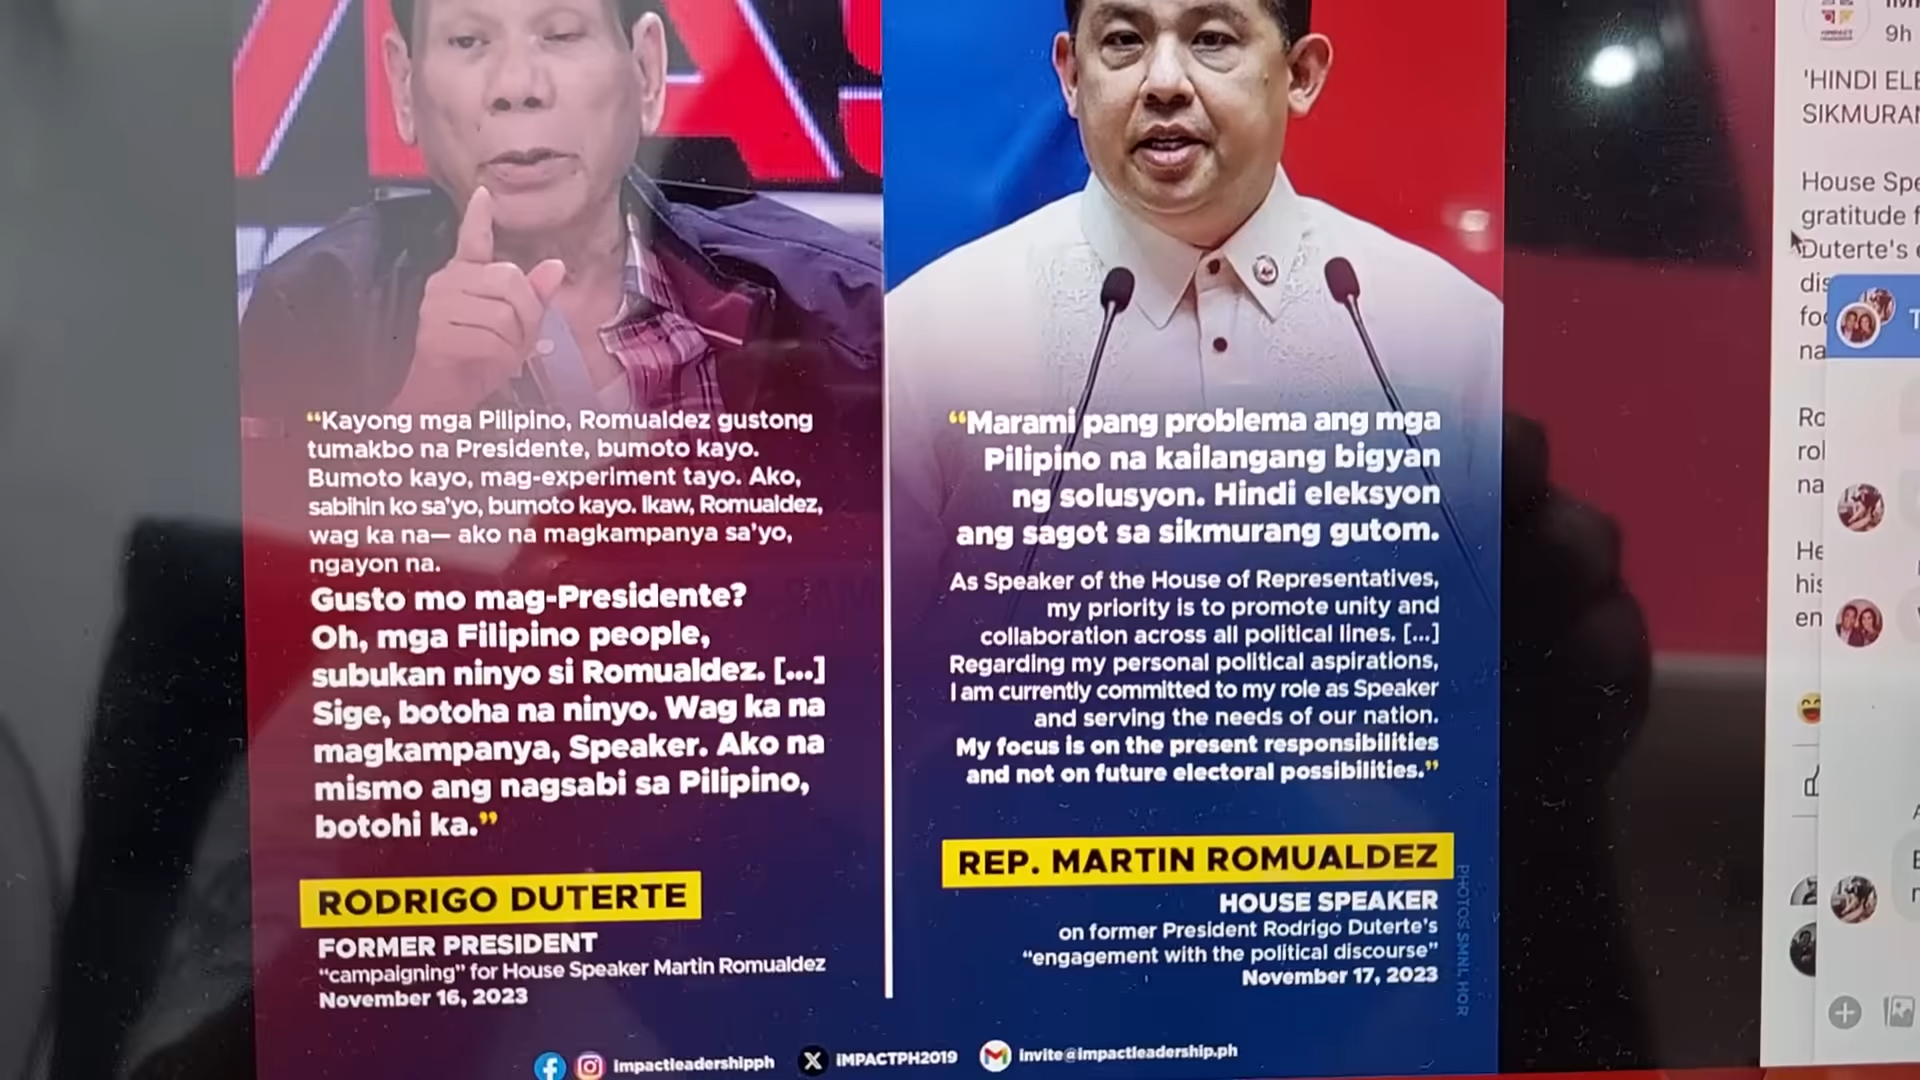 “Kayong mga Pilipino, Romualdez gustong
tumakbo na Presidente, bumoto kayo.
Bumoto kayo, mag-experiment tayo. Ako,
sabihin ko sa'yo, bumoto kayo. Ikaw, Romualdez,
wag ka na— ako na magkampanya sa'yo,
ngayon na.
Gusto mo mag-Presidente?
Oh, mga Filipino people,
subukan ninyo si Romualdez. [...]
Sige, botoha na ninyo. Wag ka na
magkampanya, Speaker. Ako na
mismo ang nagsabi sa Pilipino,
botohi ka.”
RODRIGO DUTERTE
FORMER PRESIDENT
“campaigning” for House Speaker Martin Romualdez
November 16, 2023
“Marami pang problema ang mga
Pilipino na kailangang bigyan
ng solusyon. Hindi eleksyon
ang sagot sa sikmurang gutom.
As Speaker of the House of Representatives,
my priority is to promote unity and
collaboration across all political lines. [...]
Regarding my personal political aspirations,
I am currently committed to my role as Speaker
and serving the needs of our nation.
My focus is on the present responsibilities
and not on future electoral possibilities.”
REP. MARTIN ROMUALDEZ
HOUSE SPEAKER
on former President Rodrigo Duterte's
“engagement with the political discourse”
November 17, 2023
PHOTOS SMNI, HOR
impactleadershipph
iMPACTPH2019
invite@impactleadership.ph
9h
'HINDI
House
gratitude
Duterte's